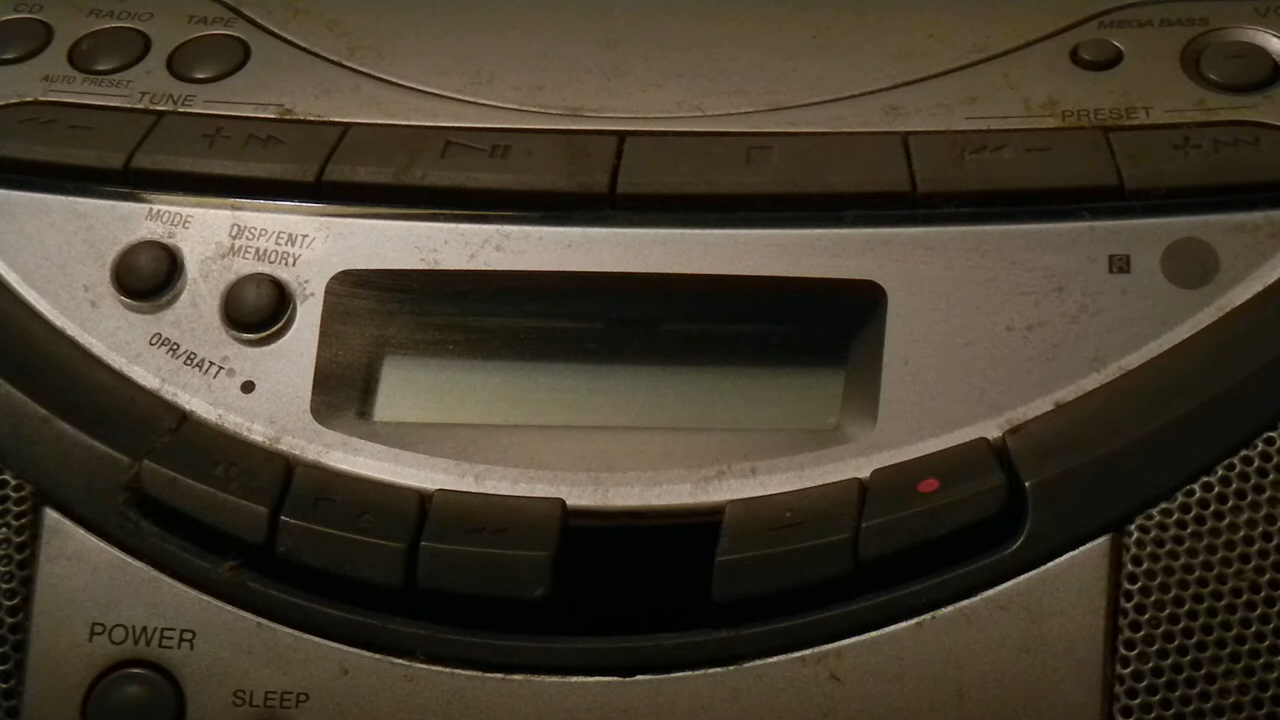 CD
RADIO
TAPE
MEGA BASS
AUTO PRESET
TUNE
PRESET
MODE
DISP/ENT/
MEMORY
OPR/BATT
POWER
SLEEP